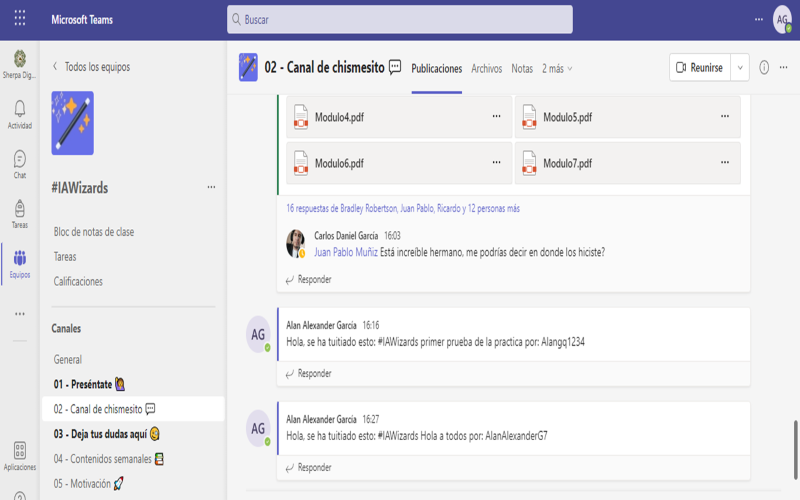 Microsoft Teams
Buscar
AG
Sherpa Dig...
Actividad
Chat
Tareas
Equipos
Aplicaciones
Todos los equipos
#IAWizards
Bloc de notas de clase
Tareas
Calificaciones
Canales
General
01 - Preséntate
02 - Canal de chismesito
03 - Deja tus dudas aquí
04 - Contenidos semanales
05 - Motivación
02 - Canal de chismesito
Publicaciones
Archivos
Notas
2 más
Reunirse
Modulo4.pdf
Modulo5.pdf
Modulo6.pdf
Modulo7.pdf
16 respuestas de Bradley Robertson, Juan Pablo, Ricardo y 12 personas más
Carlos Daniel García 16:03
Juan Pablo Muñiz Está increíble hermano, me podrías decir en donde los hiciste?
Responder
AG
Alan Alexander García 16:16
Hola, se ha tuitiado esto: #IAWizards primer prueba de la practica por: Alangq1234
Responder
AG
Alan Alexander García 16:27
Hola, se ha tuitiado esto: #IAWizards Hola a todos por: AlanAlexanderG7
Responder